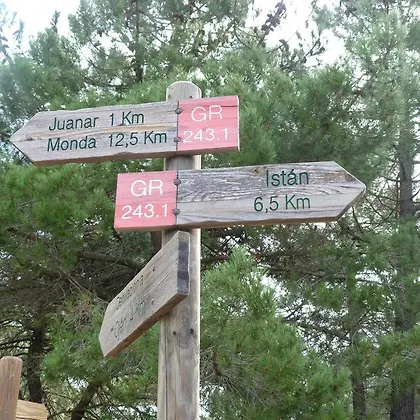 Juanar 1 Km
Monda 12,5 Km
GR
243.1
GR
243.1
Istán
6,5 Km